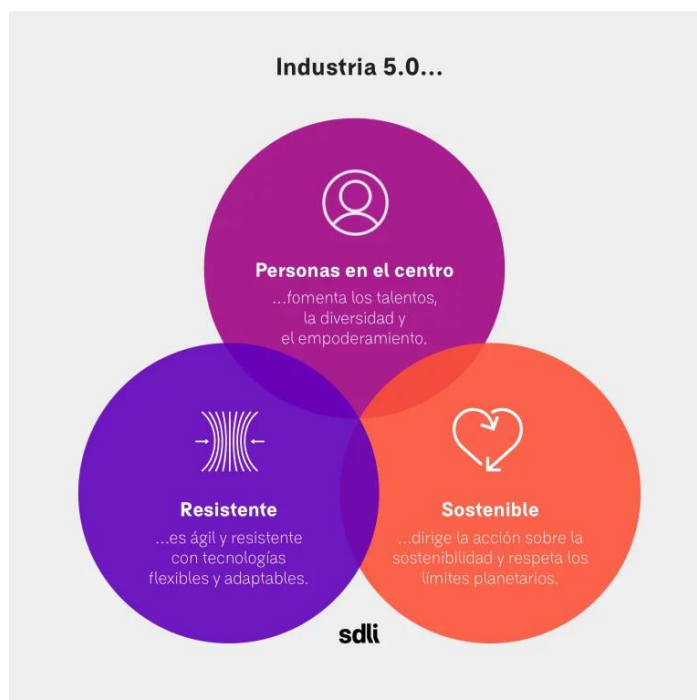 Industria 5.0...
Personas en el centro
...fomenta los talentos,
la diversidad y
el empoderamiento.
Resistente
...es ágil y resistente
con tecnologías
flexibles y adaptables.
Sostenible
...dirige la acción sobre la
sostenibilidad y respeta los
límites planetarios.
sdli